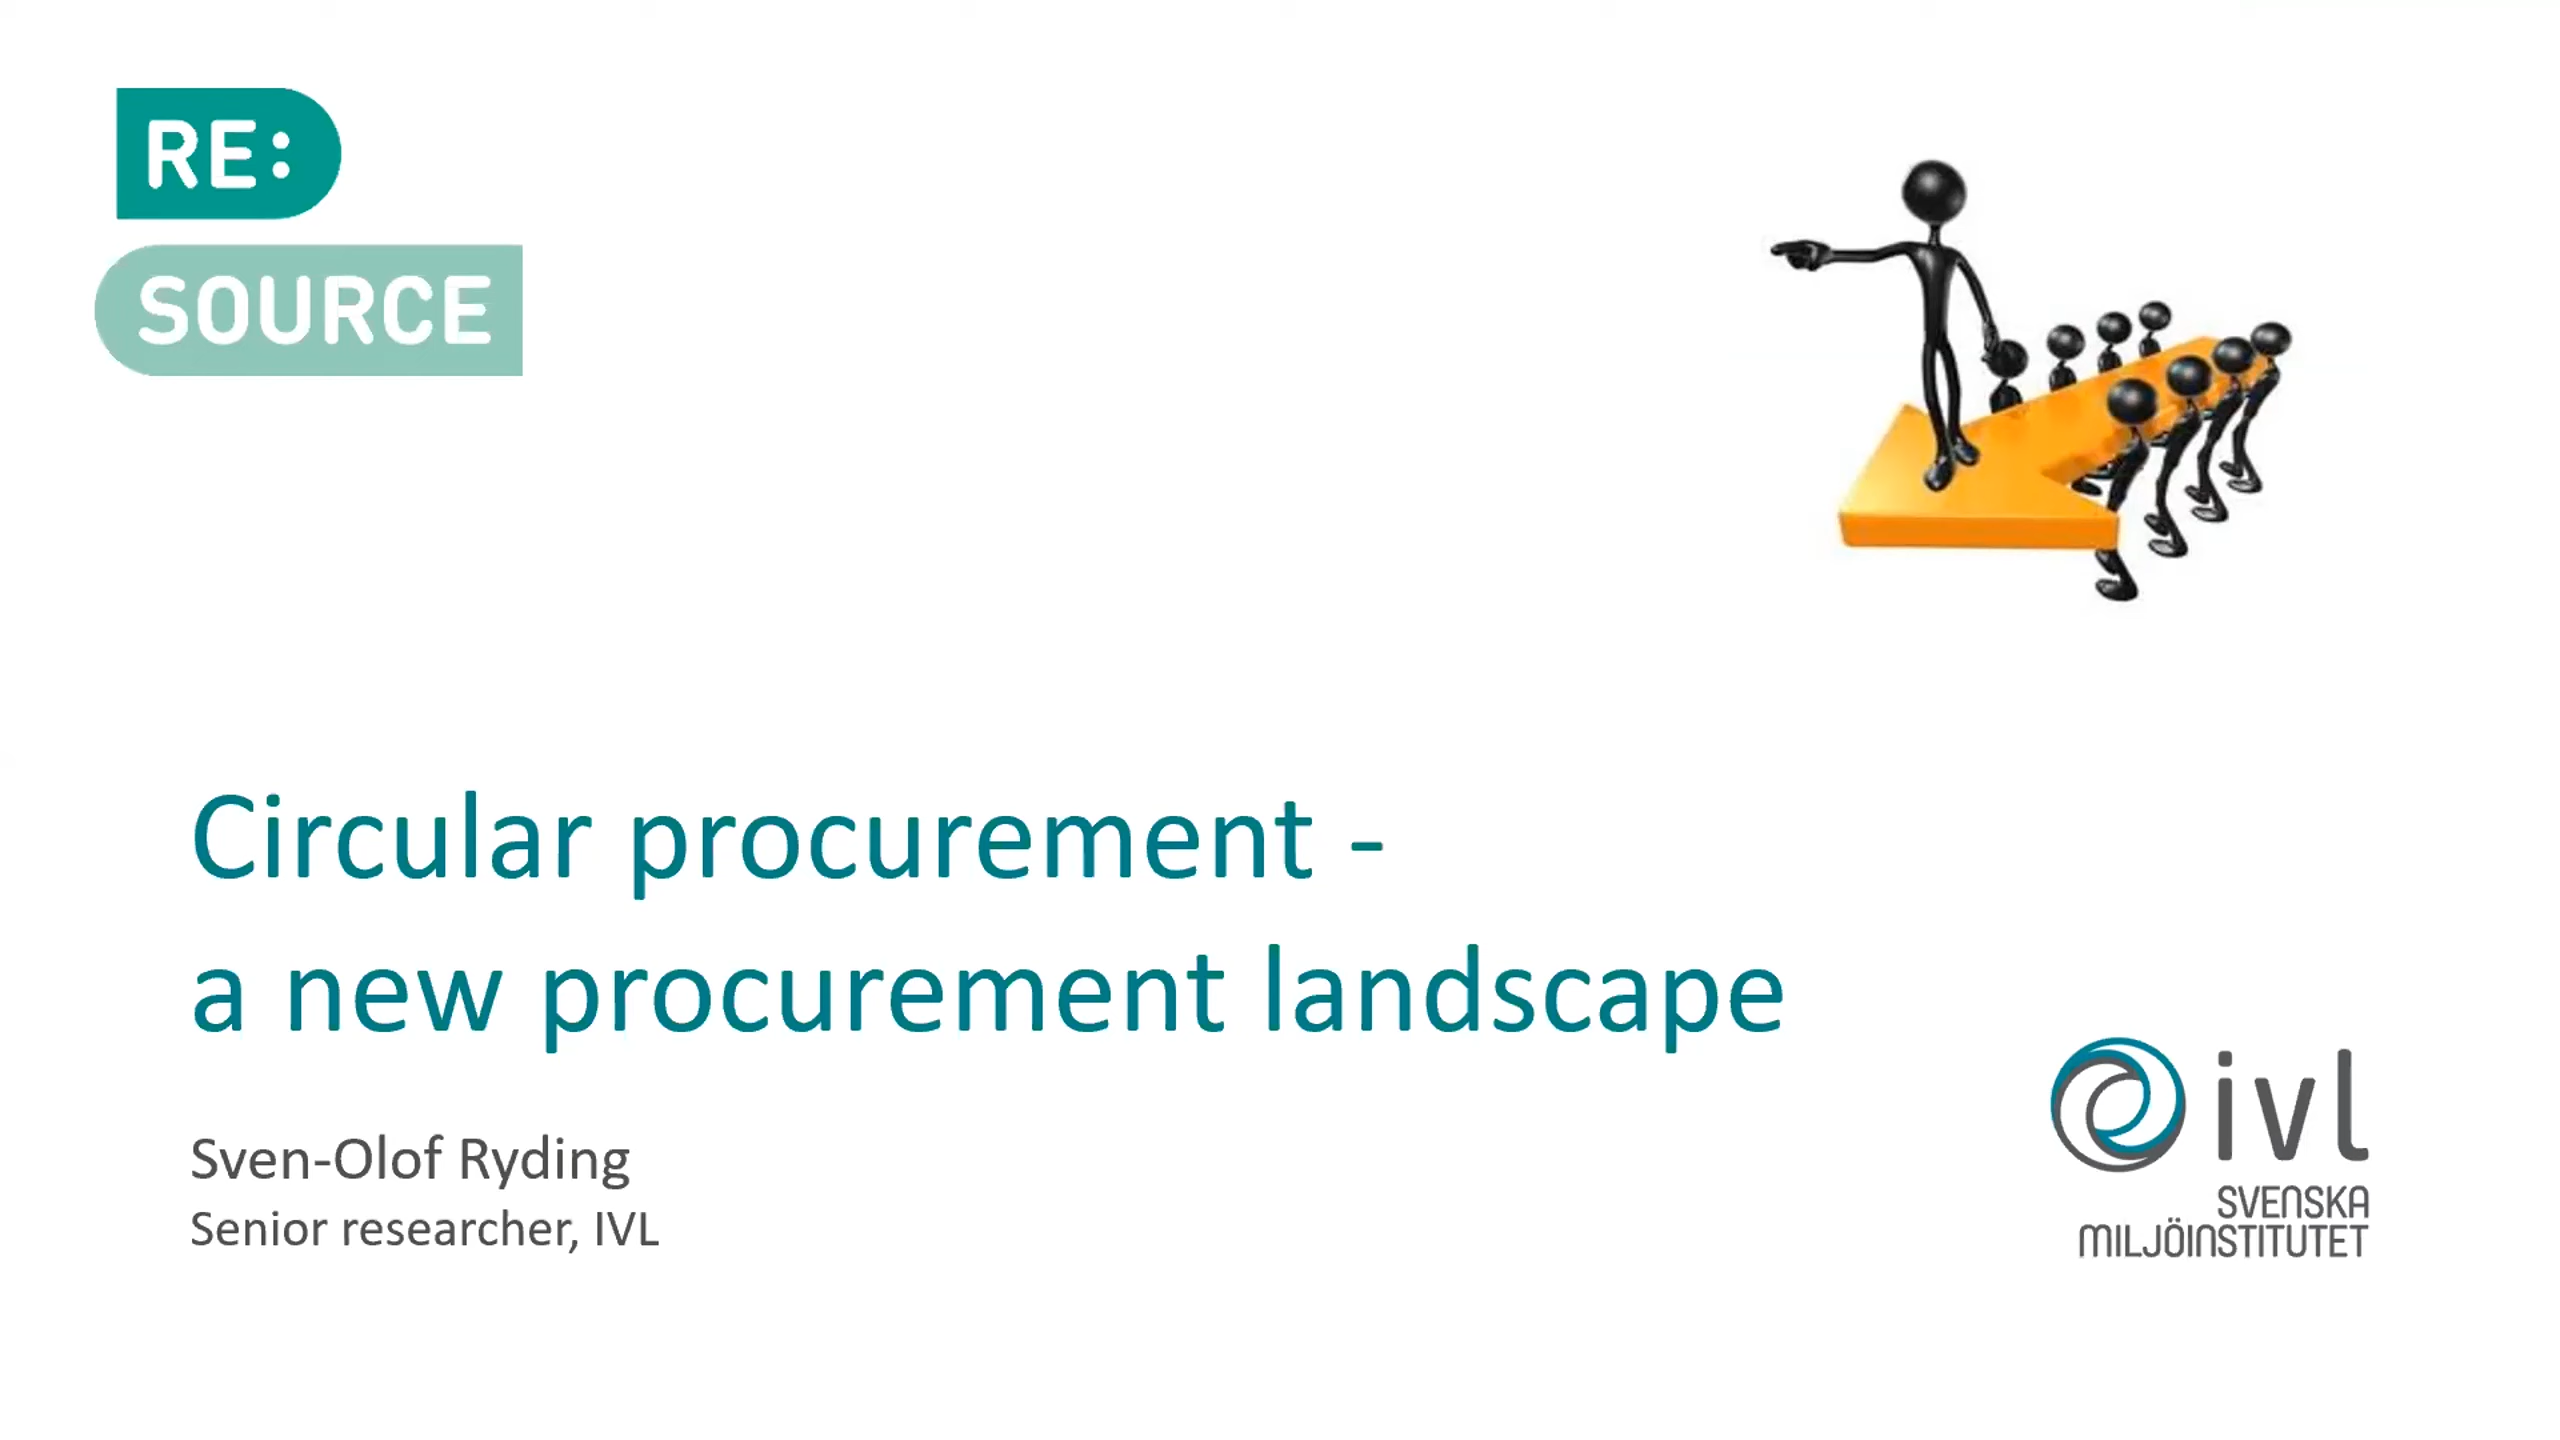 RE:
SOURCE
Circular procurement -
a new procurement landscape
Sven-Olof Ryding
Senior researcher, IVL
ivl
SVENSKA
MILJÖINSTITUTET